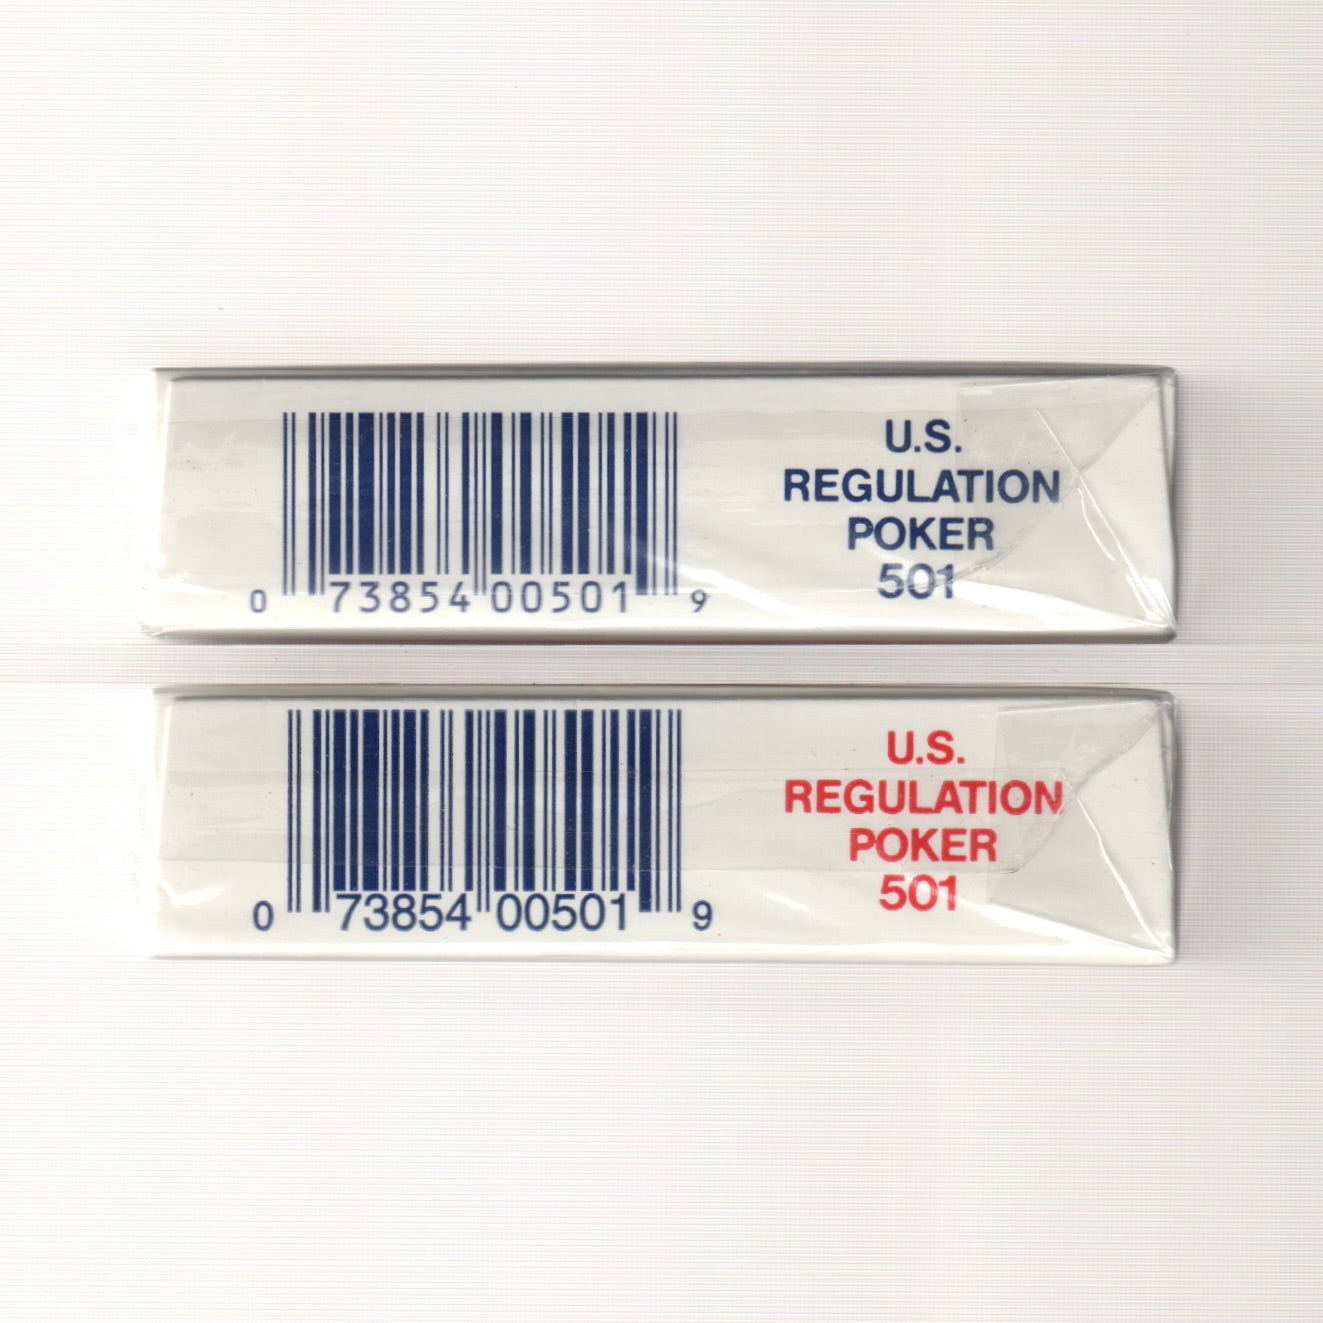 U.S.
REGULATION
POKER
501
0 73854 00501 9
U.S.
REGULATION
POKER
501
0 73854 00501 9